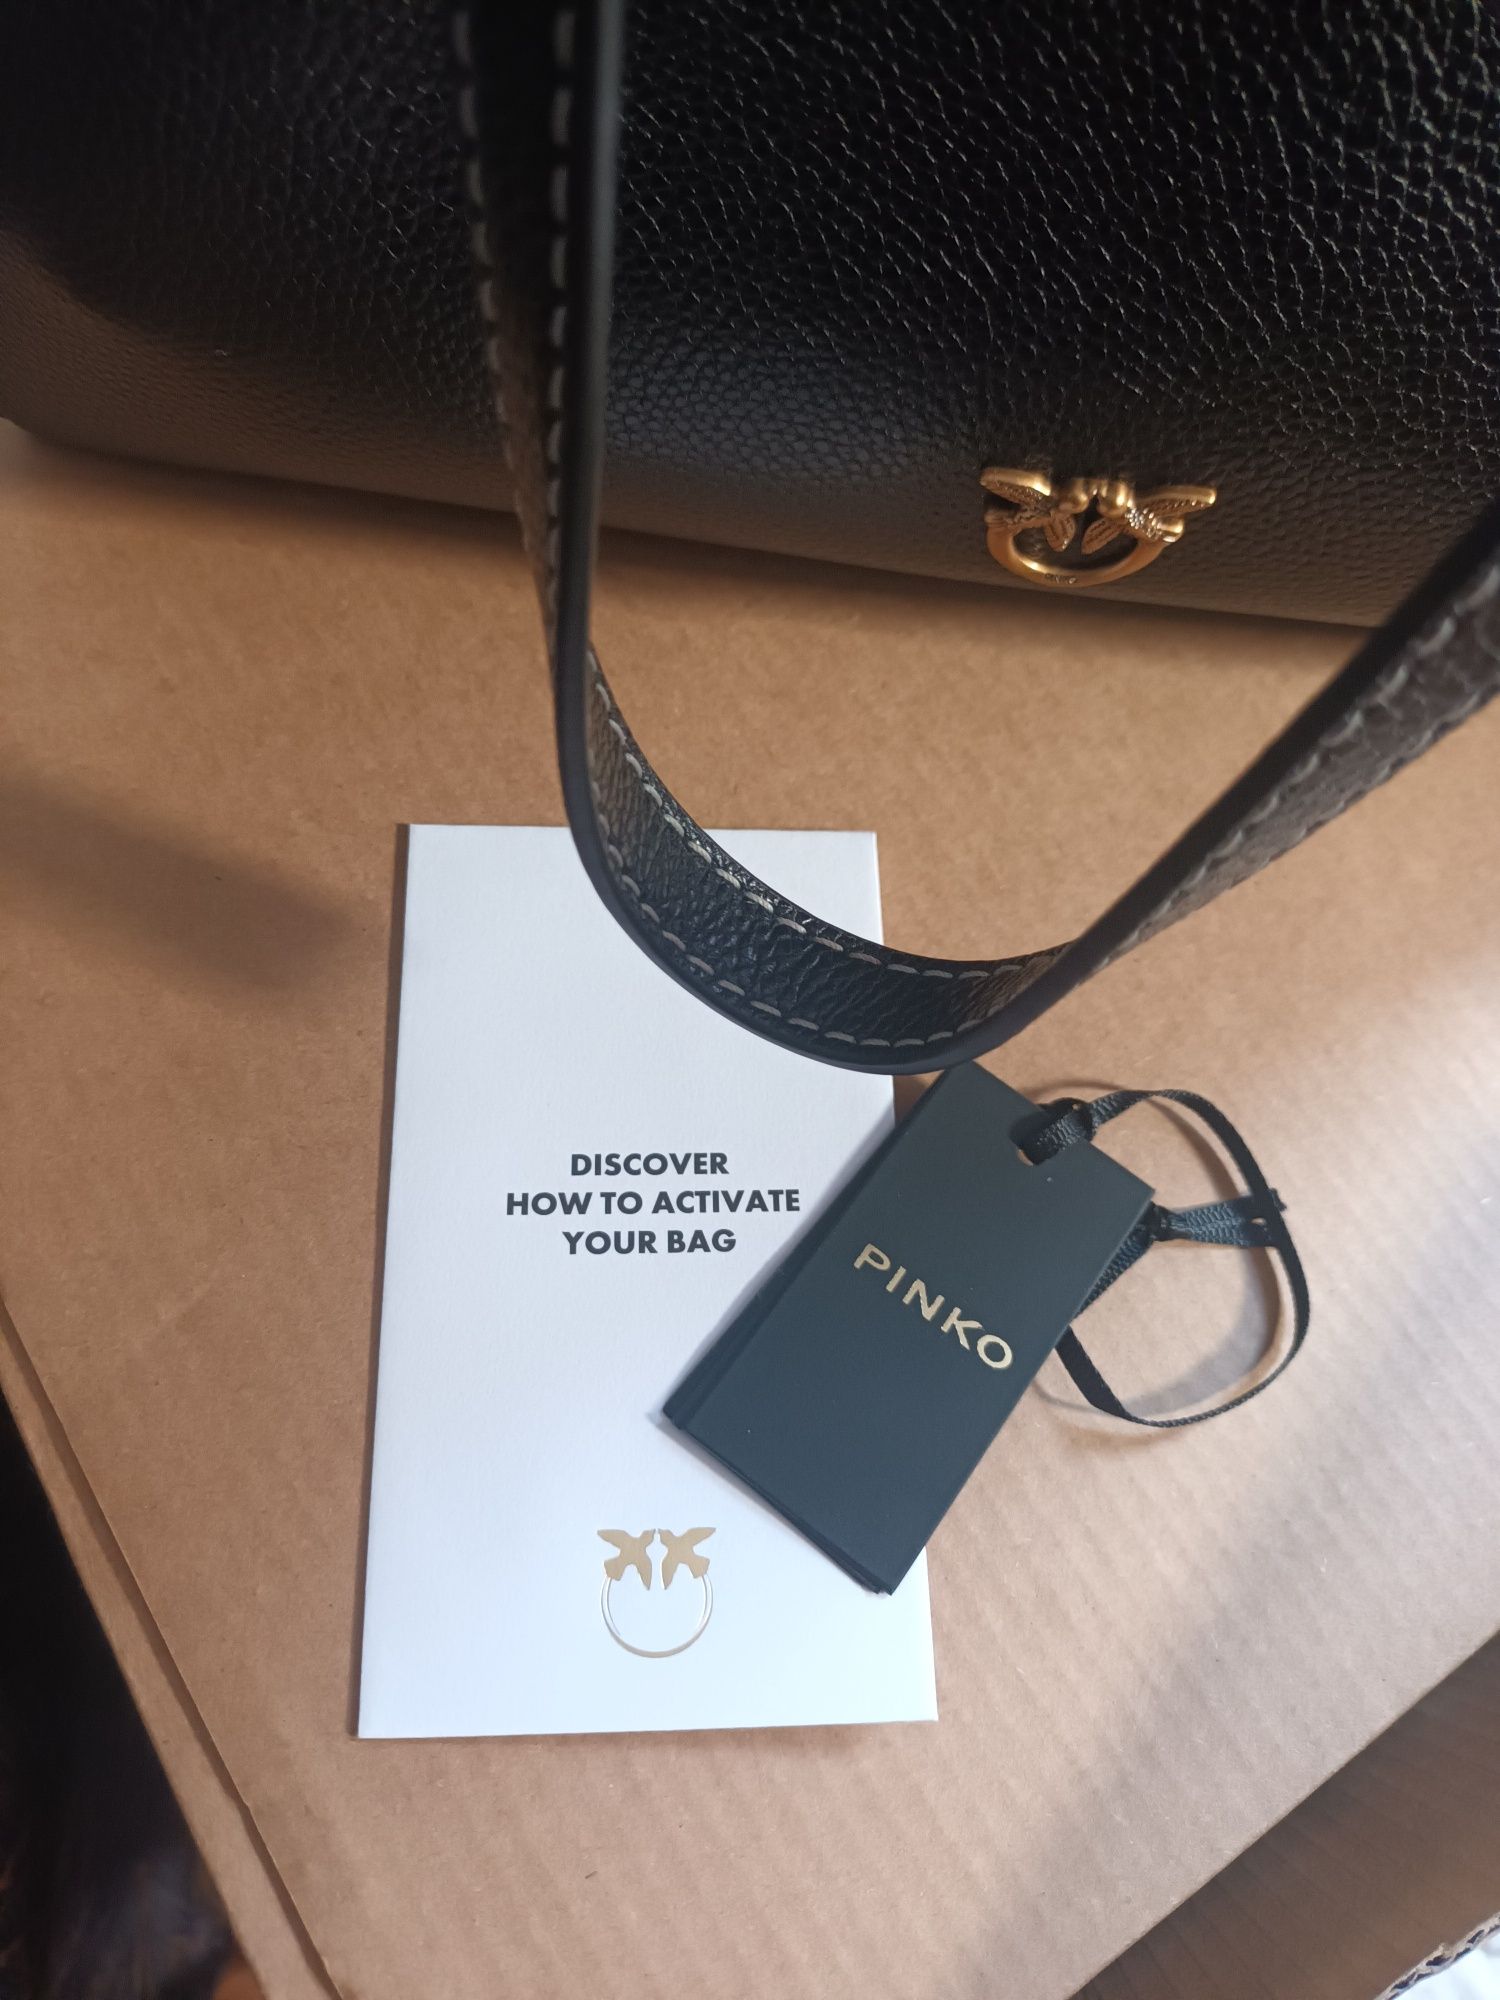 DISCOVER
HOW TO ACTIVATE
YOUR BAG
PINKO